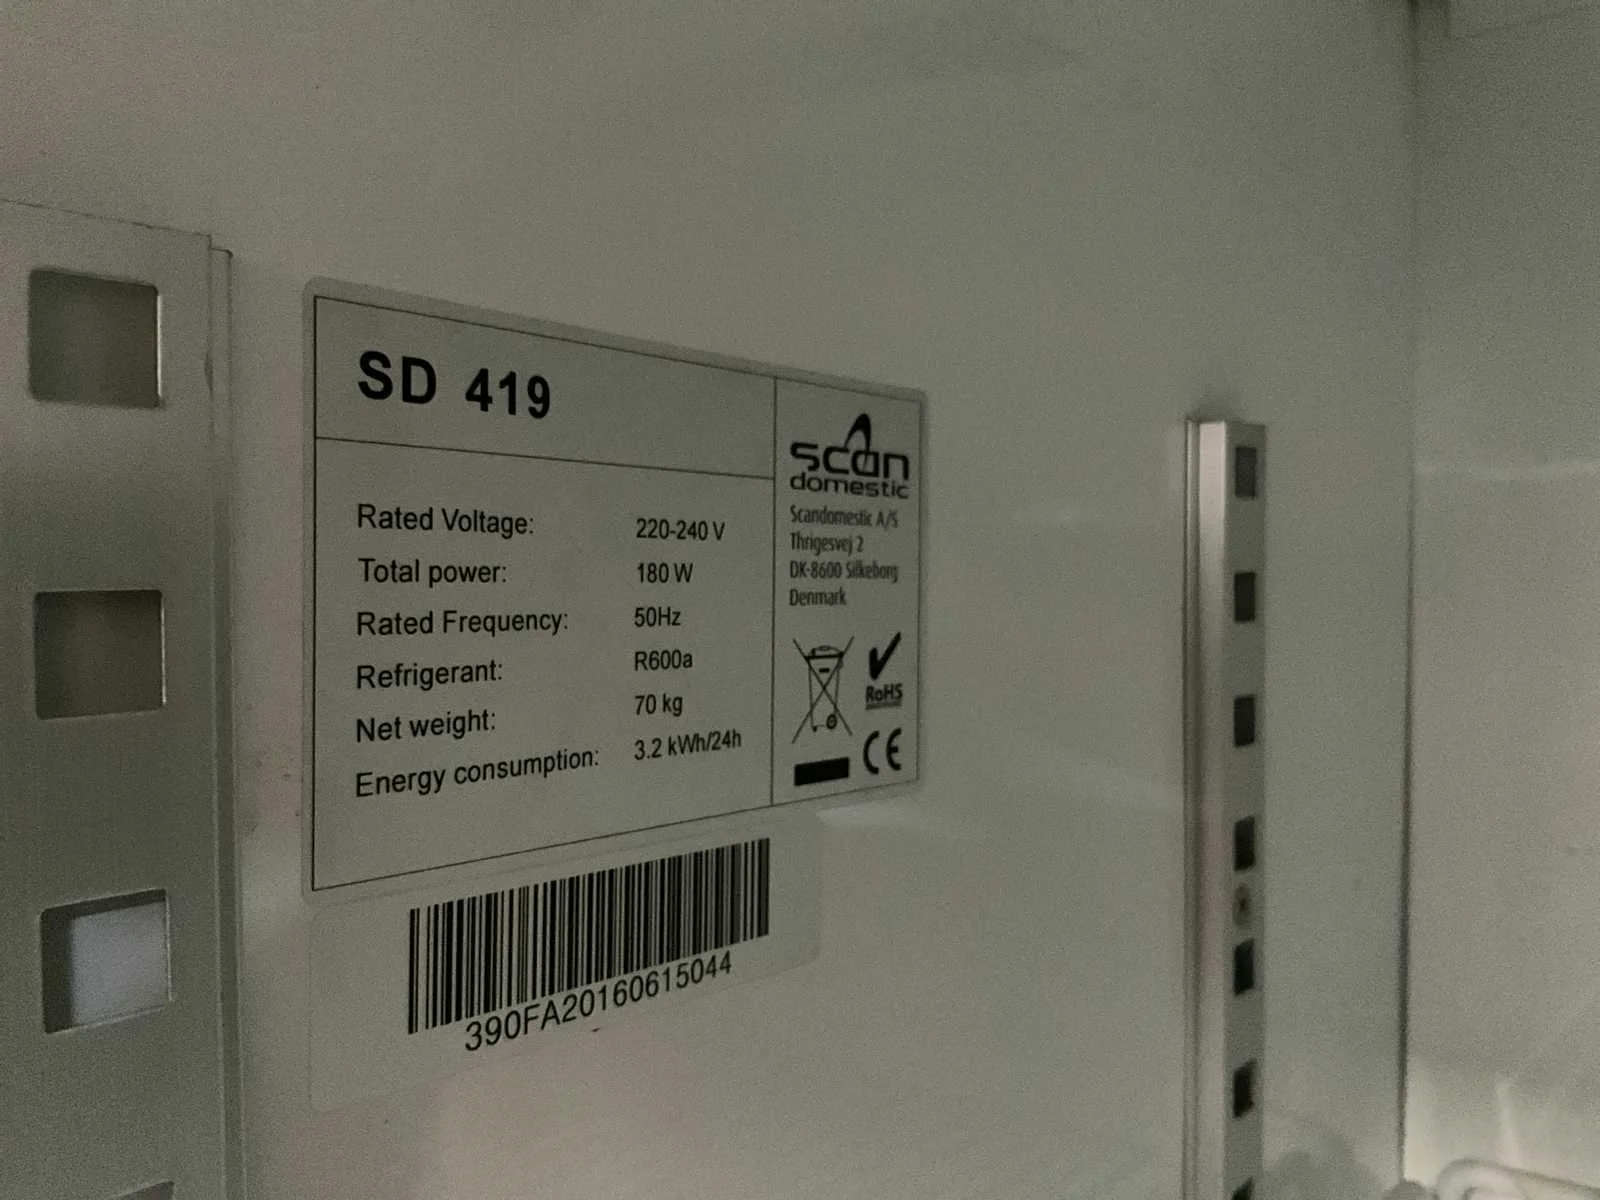 SD 419
Rated Voltage: 220-240 V
Total power: 180 W
Rated Frequency: 50Hz
Refrigerant: R600a
Net weight: 70 kg
Energy consumption: 3.2 kWh/24h
scan
domestic
Scandomestic A/S
Thrigesvej 2
DK-8600 Silkeborg
Denmark
RoHS
CE
390FA20160615044